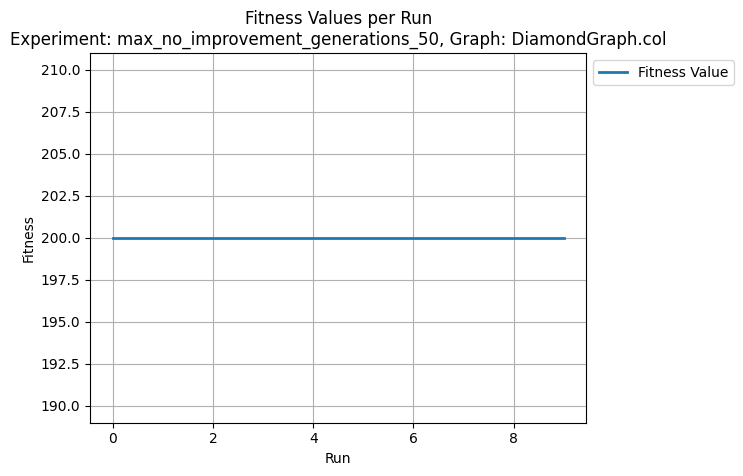 Fitness Values per Run
Experiment: max_no_improvement_generations_50, Graph: DiamondGraph.col
Fitness Value
210.0
207.5
205.0
202.5
200.0
197.5
195.0
192.5
190.0
Fitness
0 2 4 6 8
Run